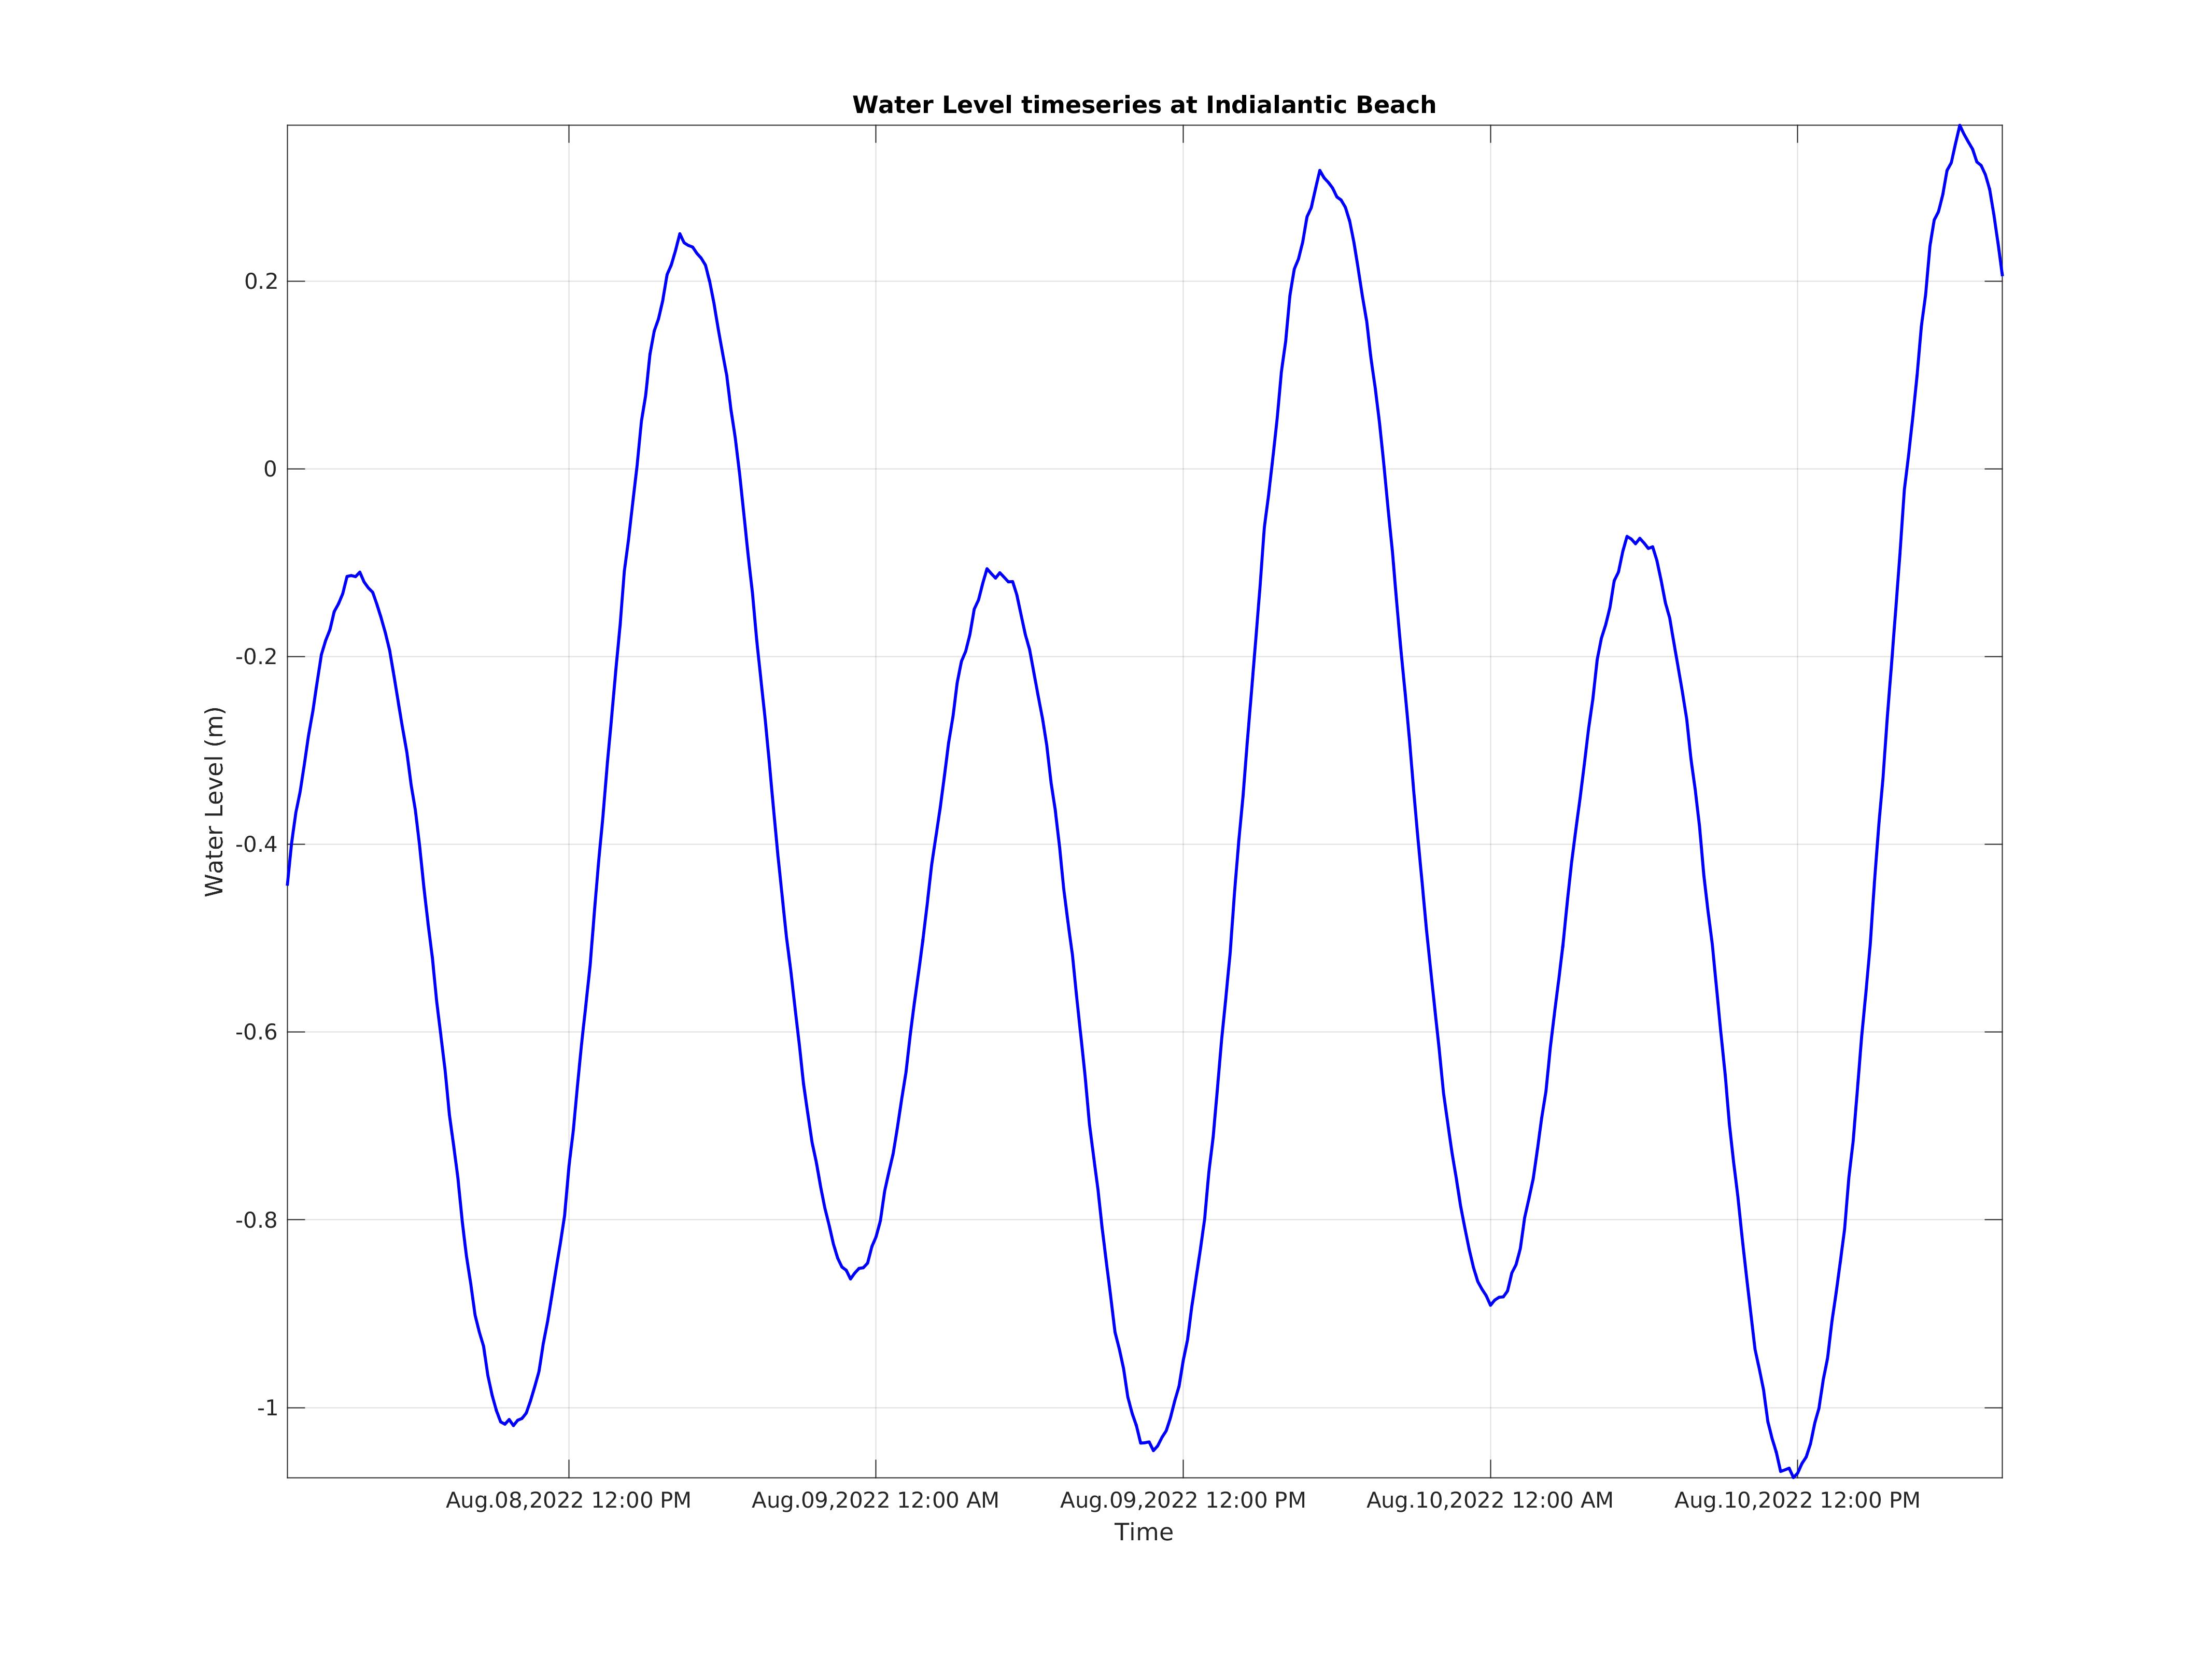 Water Level timeseries at Indialantic Beach
0.2
0
-0.2
-0.4
-0.6
-0.8
-1
Water Level (m)
Aug.08,2022 12:00 PM Aug.09,2022 12:00 AM Aug.09,2022 12:00 PM Aug.10,2022 12:00 AM Aug.10,2022 12:00 PM
Time